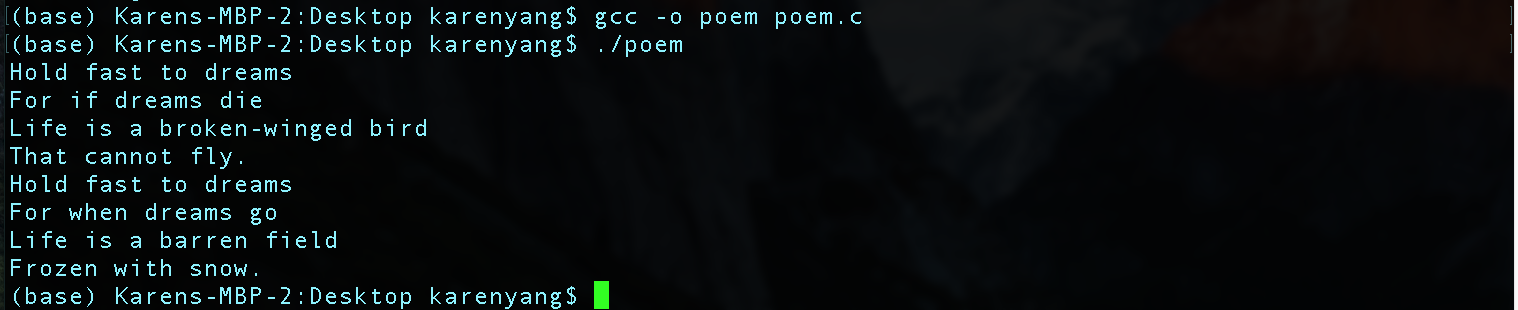 [(base) Karens-MBP-2:Desktop karenyang$ gcc -o poem poem.c ]
[(base) Karens-MBP-2:Desktop karenyang$ ./poem ]
Hold fast to dreams
For if dreams die
Life is a broken-winged bird
That cannot fly.
Hold fast to dreams
For when dreams go
Life is a barren field
Frozen with snow.
(base) Karens-MBP-2:Desktop karenyang$